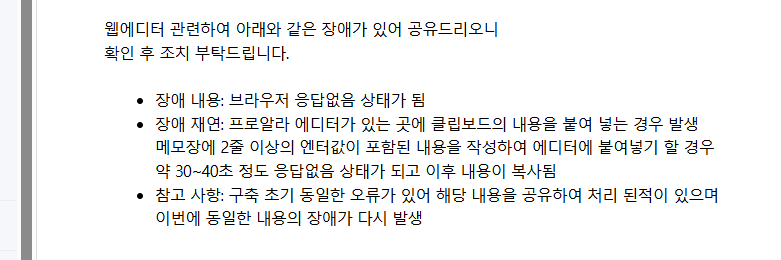 웹에디터 관련하여 아래와 같은 장애가 있어 공유드리오니
확인 후 조치 부탁드립니다.
• 장애 내용: 브라우저 응답없음 상태가 됨
• 장애 재연: 프로알라 에디터가 있는 곳에 클립보드의 내용을 붙여 넣는 경우 발생
메모장에 2줄 이상의 엔터값이 포함된 내용을 작성하여 에디터에 붙여넣기 할 경우
약 30~40초 정도 응답없음 상태가 되고 이후 내용이 복사됨
• 참고 사항: 구축 초기 동일한 오류가 있어 해당 내용을 공유하여 처리 된적이 있으며
이번에 동일한 내용의 장애가 다시 발생